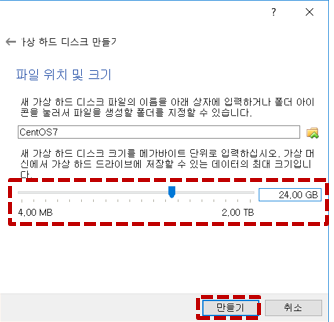 ?
가상 하드 디스크 만들기
파일 위치 및 크기
새 가상 하드 디스크 파일의 이름을 아래 상자에 입력하거나 폴더 아이
콘을 눌러서 파일을 생성할 폴더를 지정할 수 있습니다.
CentOS7
새 가상 하드 디스크 크기를 메가바이트 단위로 입력하십시오. 가상 머
신에서 가상 하드 드라이브에 저장할 수 있는 데이터의 최대 크기입니
다.
24,00 GB
4,00 MB 2,00 TB
만들기 취소